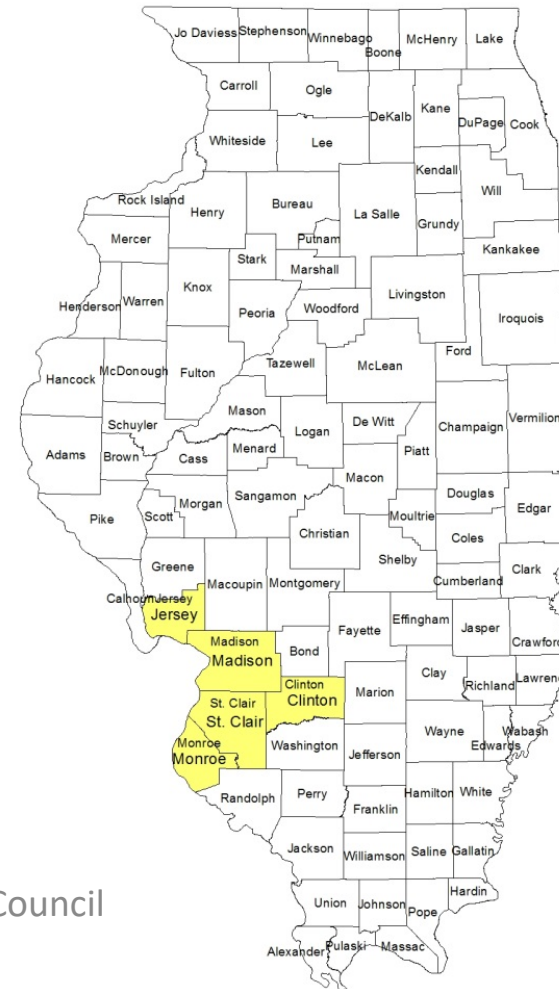 Jo Daviess Stephenson Winnebago Boone McHenry Lake
Carroll Ogle DeKalb Kane DuPage Cook
Whiteside Lee Kendall Will
Rock Island Henry Bureau La Salle Grundy
Mercer Putnam Kankakee
Stark Marshall
Henderson Warren Knox Peoria Woodford Livingston Iroquois
Hancock McDonough Fulton Tazewell McLean Ford
Schuyler Mason Logan De Witt Champaign Vermilion
Adams Brown Cass Menard Piatt
Macon
Pike Scott Morgan Sangamon Moultrie Douglas Edgar
Christian Coles
Greene Shelby Clark
Calhoun Jersey Macoupin Montgomery Cumberland
Jersey
Madison Bond Fayette Effingham Jasper Crawford
Madison
Clinton Marion Clay Richland Lawren
Clinton
St. Clair
St. Clair
Monroe Washington Jefferson Wayne Edwards Wabash
Monroe
Randolph Perry Franklin Hamilton White
Jackson Williamson Saline Gallatin
Council Union Johnson Pope Hardin
Alexander Pulaski Massac